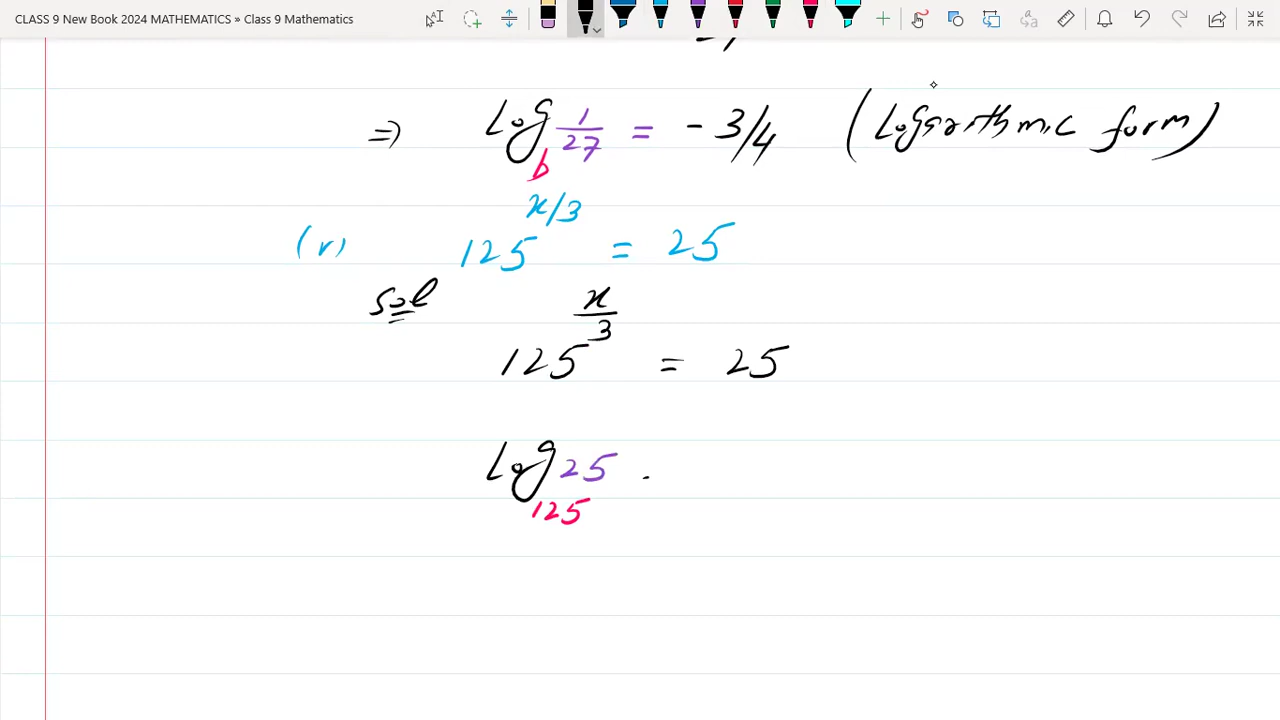 CLASS 9 New Book 2024 MATHEMATICS » Class 9 Mathematics
=> Log_b 1/27 = - 3/4 (Logarithmic form)
(v) 125^x/3 = 25
Sol
125^x/3 = 25
Log_125 25 -